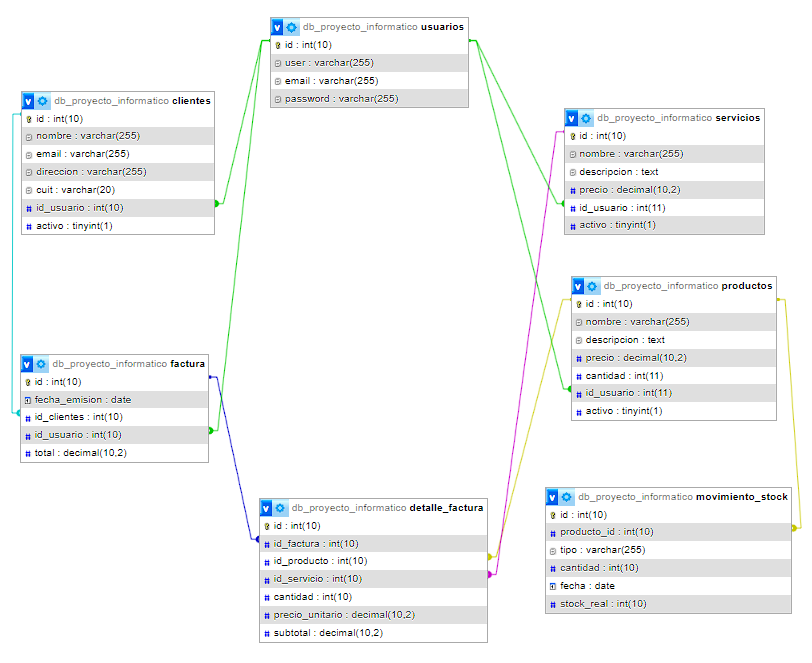 db_proyecto_informatico usuarios
id : int(10)
user : varchar(255)
email : varchar(255)
password : varchar(255)
db_proyecto_informatico clientes
id : int(10)
nombre : varchar(255)
email : varchar(255)
direccion : varchar(255)
cuit : varchar(20)
# id_usuario : int(10)
# activo : tinyint(1)
db_proyecto_informatico servicios
id : int(10)
nombre : varchar(255)
descripcion : text
# precio : decimal(10,2)
# id_usuario : int(11)
# activo : tinyint(1)
db_proyecto_informatico productos
id : int(10)
nombre : varchar(255)
descripcion : text
# precio : decimal(10,2)
# cantidad : int(11)
# id_usuario : int(11)
# activo : tinyint(1)
db_proyecto_informatico factura
id : int(10)
fecha_emision : date
# id_clientes : int(10)
# id_usuario : int(10)
# total : decimal(10,2)
db_proyecto_informatico detalle_factura
id : int(10)
# id_factura : int(10)
# id_producto : int(10)
# id_servicio : int(10)
# cantidad : int(10)
# precio_unitario : decimal(10,2)
# subtotal : decimal(10,2)
db_proyecto_informatico movimiento_stock
id : int(10)
# producto_id : int(10)
tipo : varchar(255)
# cantidad : int(10)
fecha : date
# stock_real : int(10)